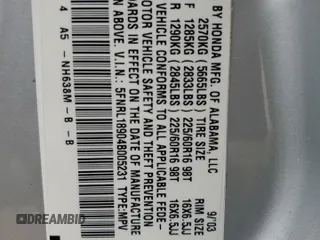 BY HONDA MFG. OF ALABAMA, LLC 9/03
2570KG (5665LBS) TIRE SIZE RIM SIZE
F 1285KG (2833LBS) 225/60R16 98T 16X6.5JJ
R 1290KG (2845LBS) 225/60R16 98T 16X6.5JJ
VEHICLE CONFORMS TO ALL APPLICABLE FEDE-
OTOR VEHICLE SAFETY AND THEFT PREVENTION
ARDS IN EFFECT ON THE DATE OF MANUFACTURE
N ABOVE. V.I.N.: 5FNRL18904B005231 TYPE:MPV
4 A5 - NH638M - B - B